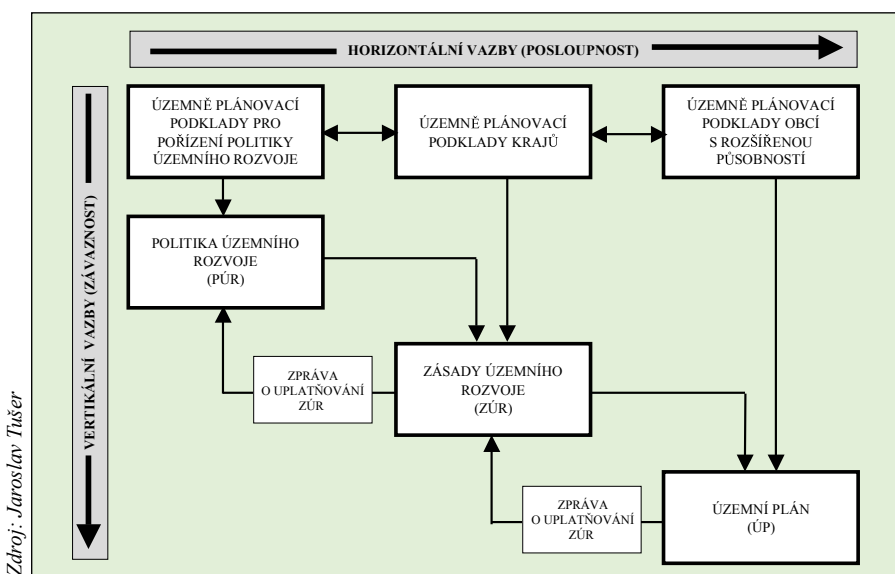 HORIZONTÁLNÍ VAZBY (POSLOUPNOST)
VERTIKÁLNÍ VAZBY (ZÁVAZNOST)
ÚZEMNĚ PLÁNOVACÍ
PODKLADY PRO
POŘÍZENÍ POLITIKY
ÚZEMNÍHO ROZVOJE
ÚZEMNĚ PLÁNOVACÍ
PODKLADY KRAJŮ
ÚZEMNĚ PLÁNOVACÍ
PODKLADY OBCÍ
S ROZŠÍŘENOU
PŮSOBNOSTÍ
POLITIKA ÚZEMNÍHO
ROZVOJE
(PÚR)
ZPRÁVA
O UPLATŇOVÁNÍ
ZÚR
ZÁSADY ÚZEMNÍHO
ROZVOJE
(ZÚR)
ZPRÁVA
O UPLATŇOVÁNÍ
ZÚR
ÚZEMNÍ PLÁN
(ÚP)
Zdroj: Jaroslav Tušer